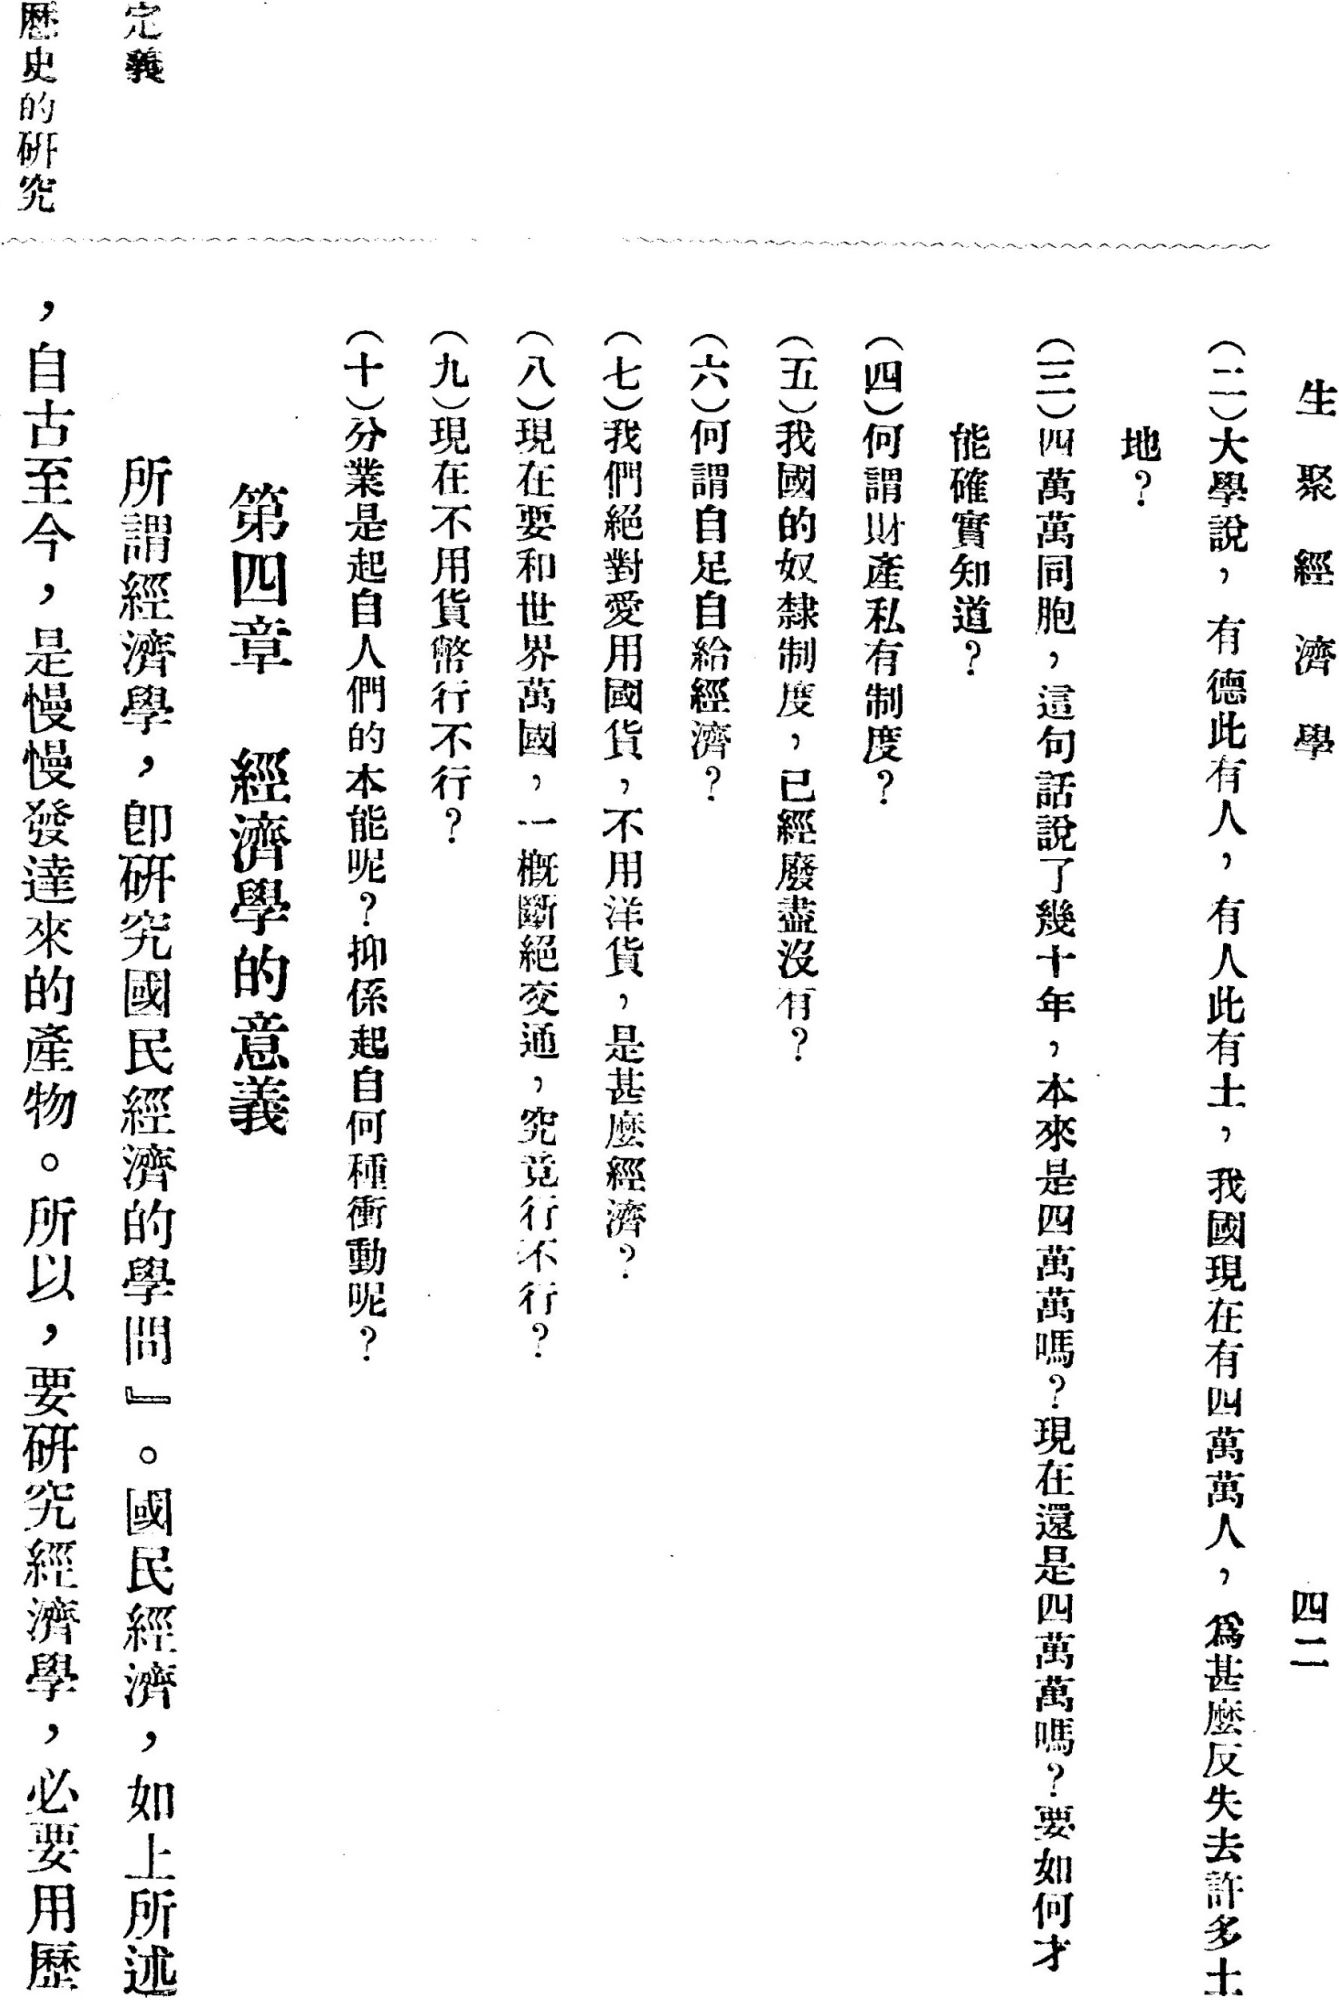 生聚經濟學
四二
(二)大學說，有德此有人，有人此有土，我國現在有四萬萬人，爲甚麼反失去許多土
地？
(三)四萬萬同胞，這句話說了幾十年，本來是四萬萬嗎？現在還是四萬萬嗎？要如何才
能確實知道？
(四)何謂財產私有制度？
(五)我國的奴隸制度，已經廢盡沒有？
(六)何謂自足自給經濟？
(七)我們絕對愛用國貨，不用洋貨，是甚麼經濟？
(八)現在要和世界萬國，一概斷絕交通，究竟行不行？
(九)現在不用貨幣行不行？
(十)分業是起自人們的本能呢？抑係起自何種衝動呢？
第四章　經濟學的意義
定義
所謂經濟學，卽研究國民經濟的學問』。國民經濟，如上所述
歷史的研究
，自古至今，是慢慢發達來的產物。所以，要研究經濟學，必要用歷